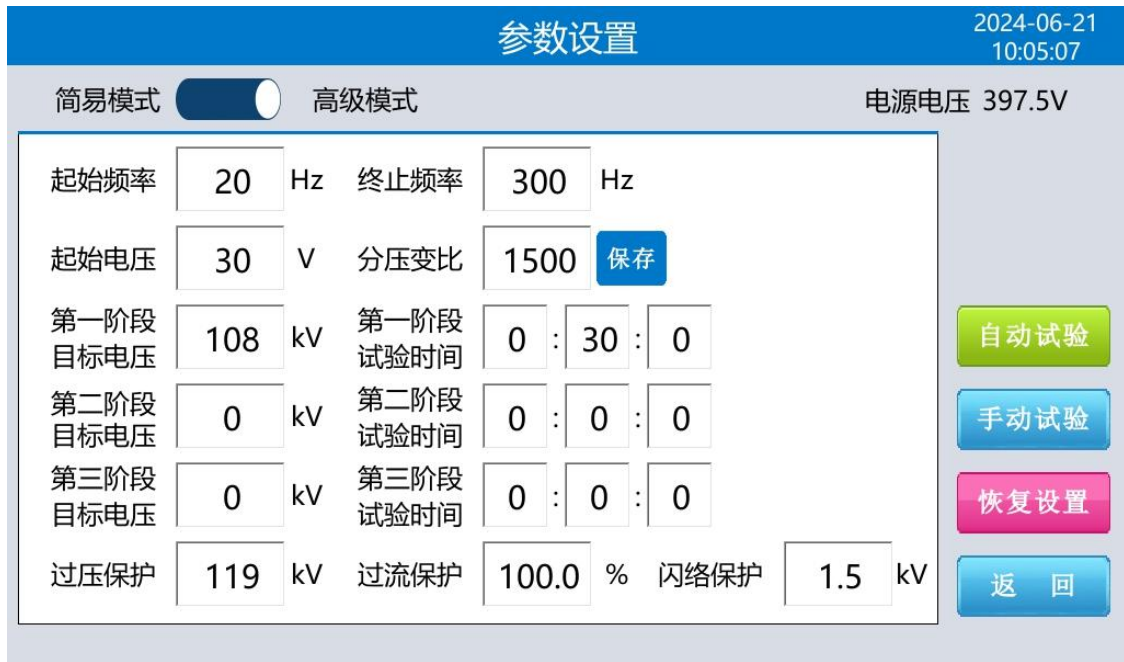 参数设置
2024-06-21
10:05:07
简易模式 高级模式 电源电压 397.5V
起始频率 20 Hz 终止频率 300 Hz
起始电压 30 V 分压变比 1500 保存
第一阶段
目标电压 108 kV 第一阶段
试验时间 0 : 30 : 0
自动试验
第二阶段
目标电压 0 kV 第二阶段
试验时间 0 : 0 : 0
手动试验
第三阶段
目标电压 0 kV 第三阶段
试验时间 0 : 0 : 0
恢复设置
过压保护 119 kV 过流保护 100.0 % 闪络保护 1.5 kV
返 回